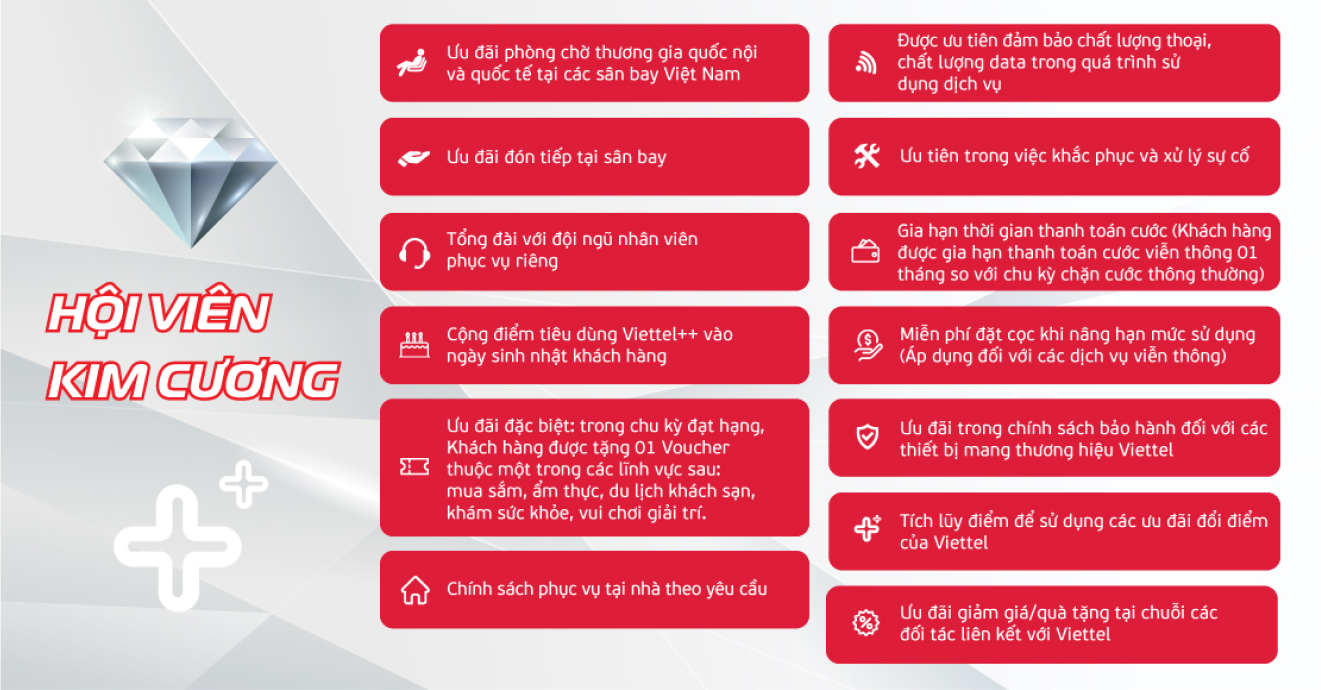 HỘI VIÊN
KIM CƯƠNG
Ưu đãi phòng chờ thương gia quốc nội
và quốc tế tại các sân bay Việt Nam
Ưu đãi đón tiếp tại sân bay
Tổng đài với đội ngũ nhân viên
phục vụ riêng
Cộng điểm tiêu dùng Viettel++ vào
ngày sinh nhật khách hàng
Ưu đãi đặc biệt: trong chu kỳ đạt hạng,
Khách hàng được tặng 01 Voucher
thuộc một trong các lĩnh vực sau:
mua sắm, ẩm thực, du lịch khách sạn,
khám sức khỏe, vui chơi giải trí.
Chính sách phục vụ tại nhà theo yêu cầu
Được ưu tiên đảm bảo chất lượng thoại,
chất lượng data trong quá trình sử
dụng dịch vụ
Ưu tiên trong việc khắc phục và xử lý sự cố
Gia hạn thời gian thanh toán cước (Khách hàng
được gia hạn thanh toán cước viễn thông 01
tháng so với chu kỳ chặn cước thông thường)
Miễn phí đặt cọc khi nâng hạn mức sử dụng
(Áp dụng đối với các dịch vụ viễn thông)
Ưu đãi trong chính sách bảo hành đối với các
thiết bị mang thương hiệu Viettel
Tích lũy điểm để sử dụng các ưu đãi đổi điểm
của Viettel
Ưu đãi giảm giá/quà tặng tại chuỗi các
đối tác liên kết với Viettel